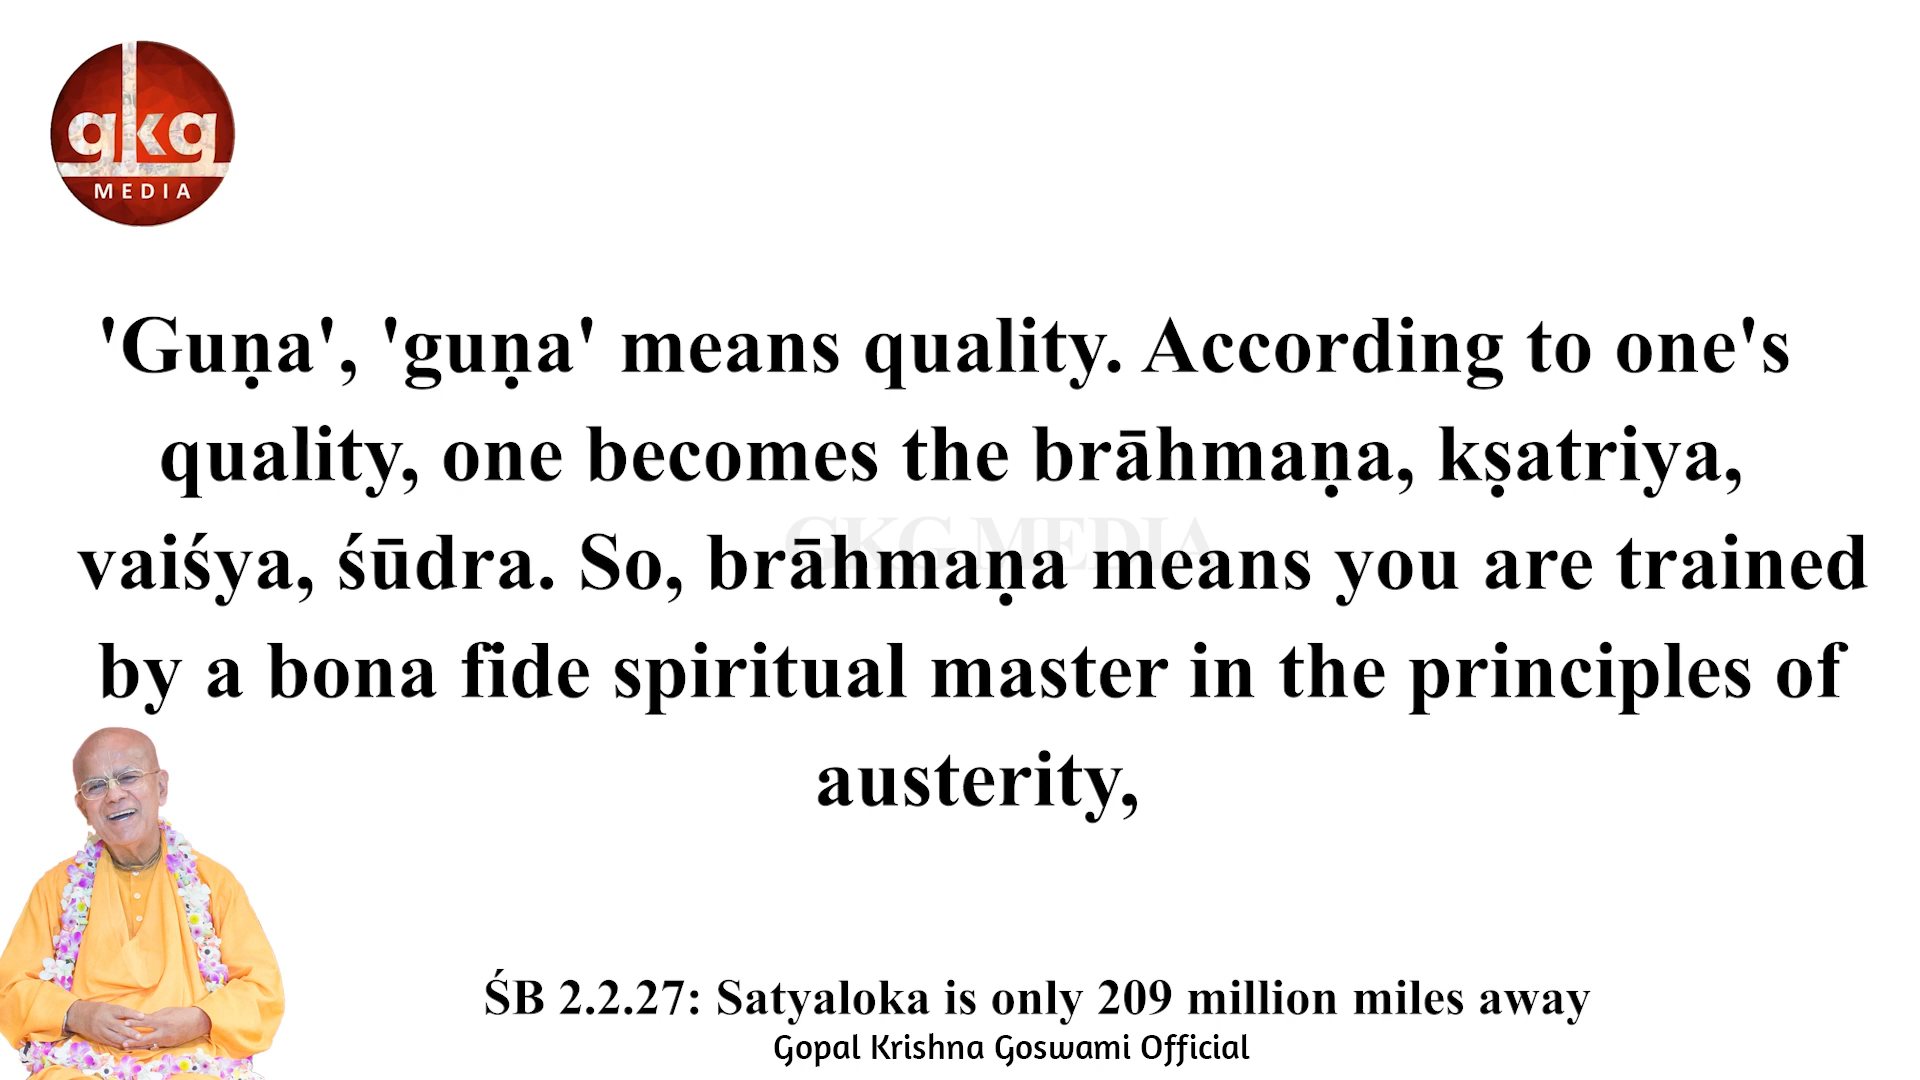 gkg
MEDIA
'Guṇa', 'guṇa' means quality. According to one's
quality, one becomes the brāhmaṇa, kṣatriya,
vaiśya, śūdra. So, brāhmaṇa means you are trained
by a bona fide spiritual master in the principles of
austerity,
GKG MEDIA
ŚB 2.2.27: Satyaloka is only 209 million miles away
Gopal Krishna Goswami Official